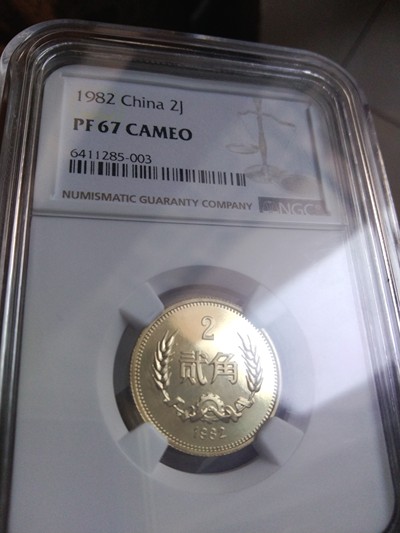 1982 China 2J
PF 67 CAMEO
6411285-003
NUMISMATIC GUARANTY COMPANY
NGC
2
贰角
1982